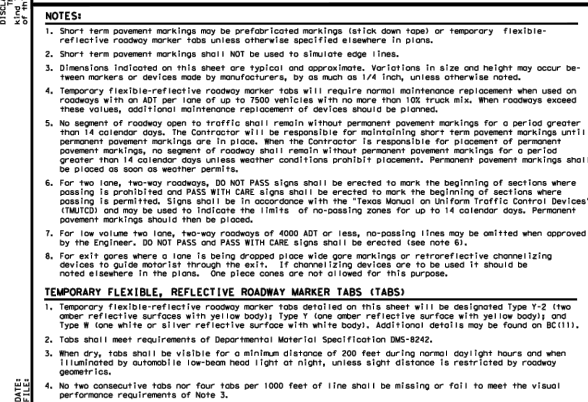 DISCL
kind
of th
NOTES:
1. Short term pavement markings may be prefabricated markings (stick down tape) or temporary flexible-
reflective roadway marker tabs unless otherwise specified elsewhere in plans.
2. Short term pavement markings shall NOT be used to simulate edge lines.
3. Dimensions indicated on this sheet are typical and approximate. Variations in size and height may occur be-
tween markers or devices made by manufacturers, by as much as 1/4 inch, unless otherwise noted.
4. Temporary flexible-reflective roadway marker tabs will require normal maintenance replacement when used on
roadways with an ADT per lane of up to 7500 vehicles with no more than 10% truck mix. When roadways exceed
these values, additional maintenance replacement of devices should be planned.
5. No segment of roadway open to traffic shall remain without permanent pavement markings for a period greater
than 14 calendar days. The Contractor will be responsible for maintaining short term pavement markings until
permanent pavement markings are in place. When the Contractor is responsible for placement of permanent
pavement markings, no segment of roadway shall remain without permanent pavement markings for a period
greater than 14 calendar days unless weather conditions prohibit placement. Permanent pavement markings shall
be placed as soon as weather permits.
6. For two lane, two-way roadways, DO NOT PASS signs shall be erected to mark the beginning of sections where
passing is prohibited and PASS WITH CARE signs shall be erected to mark the beginning of sections where
passing is permitted. Signs shall be in accordance with the "Texas Manual on Uniform Traffic Control Devices"
(TMUTCD) and may be used to indicate the limits of no-passing zones for up to 14 calendar days. Permanent
pavement markings should then be placed.
7. For low volume two lane, two-way roadways of 4000 ADT or less, no-passing lines may be omitted when approved
by the Engineer. DO NOT PASS and PASS WITH CARE signs shall be erected (see note 6).
8. For exit gores where a lane is being dropped place wide gore markings or retroreflective channelizing
devices to guide motorist through the exit. If channelizing devices are to be used it should be
noted elsewhere in the plans. One piece cones are not allowed for this purpose.
TEMPORARY FLEXIBLE, REFLECTIVE ROADWAY MARKER TABS (TABS)
1. Temporary flexible-reflective roadway marker tabs detailed on this sheet will be designated Type Y-2 (two
amber reflective surfaces with yellow body); Type Y (one amber reflective surface with yellow body); and
Type W (one white or silver reflective surface with white body). Additional details may be found on BC(11).
2. Tabs shall meet requirements of Departmental Material Specification DMS-8242.
3. When dry, tabs shall be visible for a minimum distance of 200 feet during normal daylight hours and when
illuminated by automobile low-beam head light at night, unless sight distance is restricted by roadway
geometrics.
4. No two consecutive tabs nor four tabs per 1000 feet of line shall be missing or fail to meet the visual
performance requirements of Note 3.
DATE:
FILE: